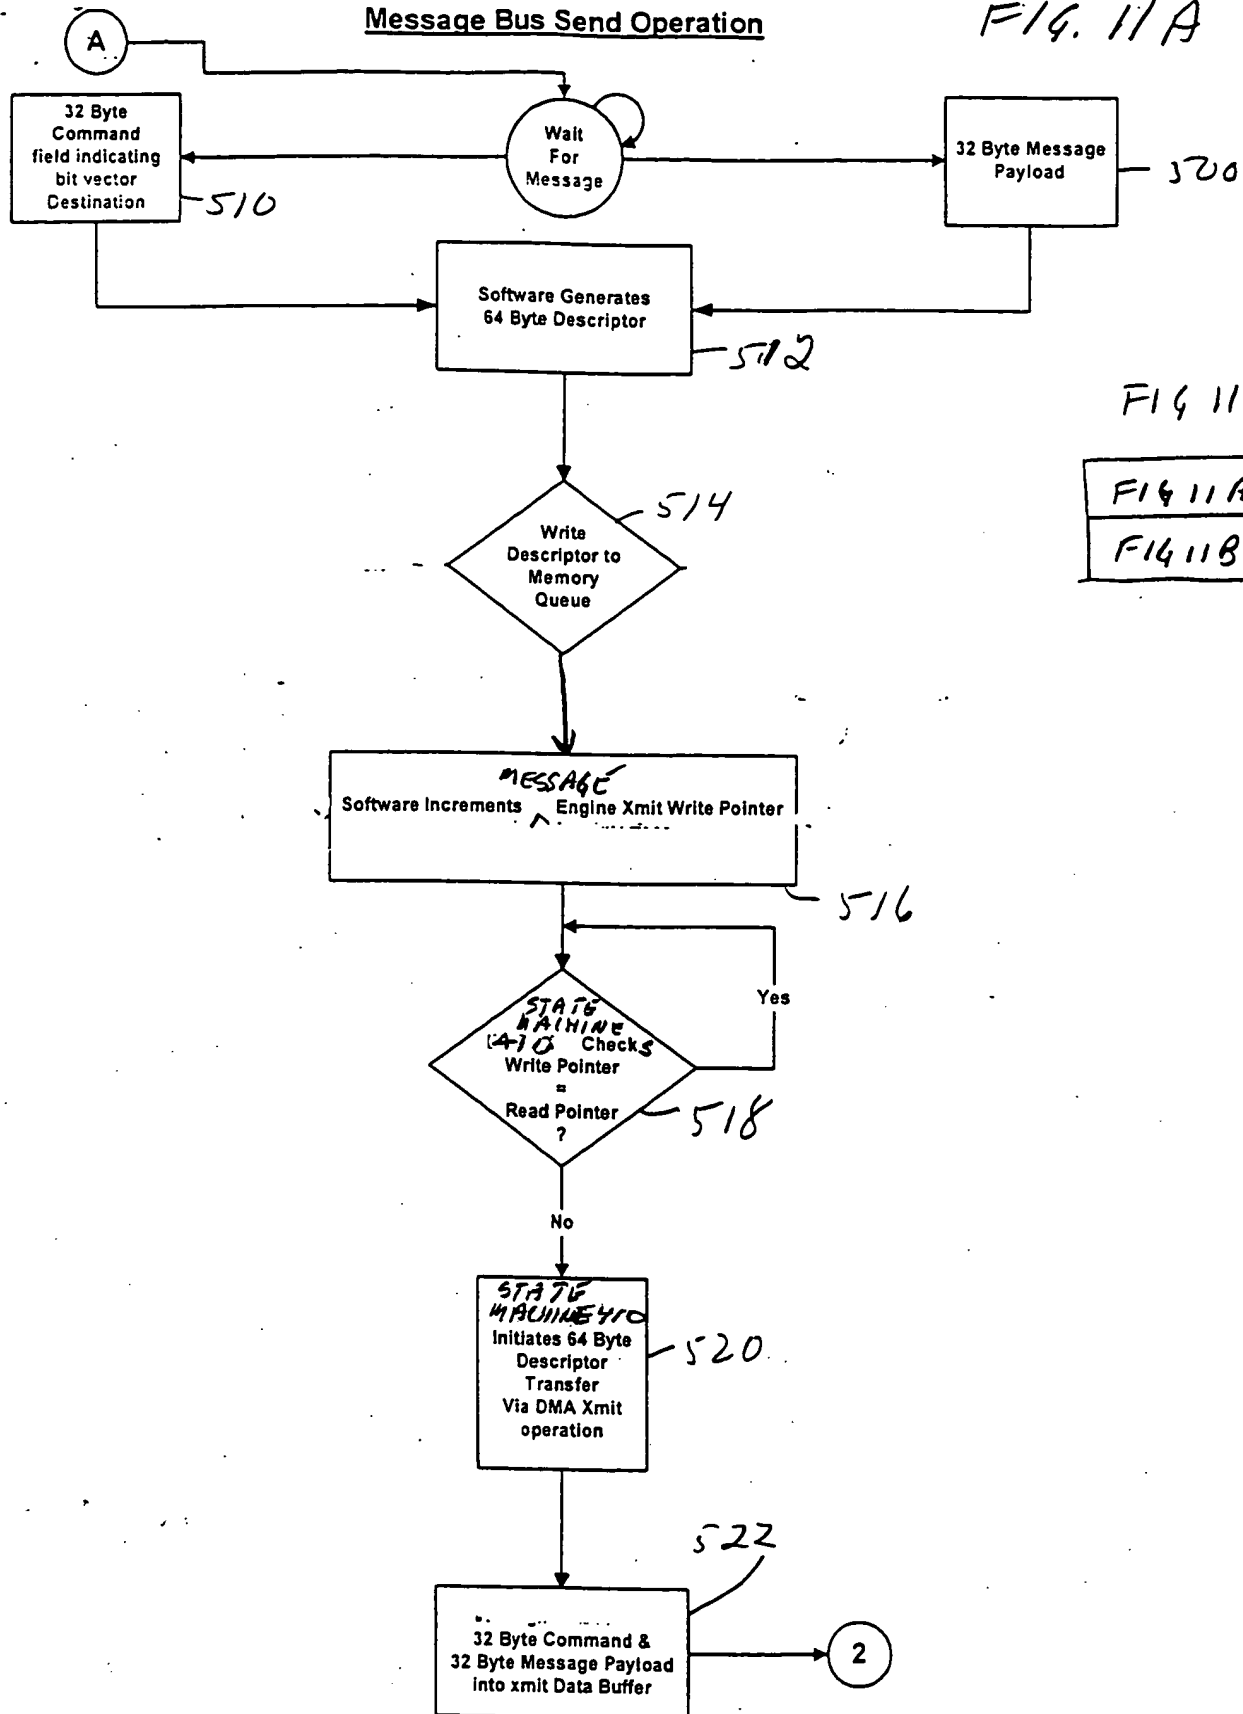 Message Bus Send Operation
FIG. 11A
A
32 Byte
Command
field indicating
bit vector
Destination
510
Wait
For
Message
32 Byte Message
Payload
500
Software Generates
64 Byte Descriptor
512
FIG 11
FIG 11A
FIG 11B
514
Write
Descriptor to
Memory
Queue
MESSAGE
Software Increments ^ Engine Xmit Write Pointer
516
Yes
STATE
MACHINE
Checks
Write Pointer
=
Read Pointer
?
518
No
STATE
MACHINE 410
Initiates 64 Byte
Descriptor
Transfer
Via DMA Xmit
operation
520
522
32 Byte Command &
32 Byte Message Payload
into xmit Data Buffer
2